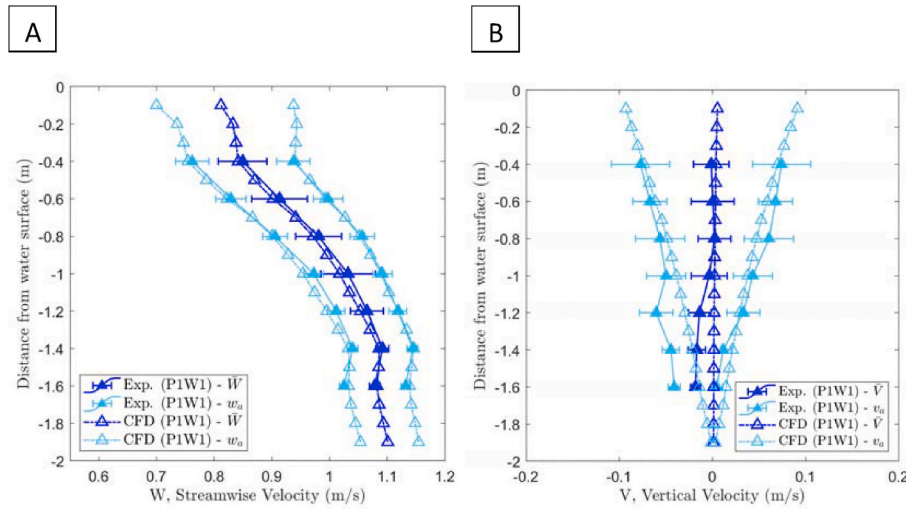 A
B
0
-0.2
-0.4
-0.6
-0.8
-1
-1.2
-1.4
-1.6
-1.8
-2
Distance from water surface (m)
Exp. (P1W1) - W̄
Exp. (P1W1) - wₐ
CFD (P1W1) - W̄
CFD (P1W1) - wₐ
0.6 0.7 0.8 0.9 1 1.1 1.2
W, Streamwise Velocity (m/s)
0
-0.2
-0.4
-0.6
-0.8
-1
-1.2
-1.4
-1.6
-1.8
-2
Distance from water surface (m)
Exp. (P1W1) - V̄
Exp. (P1W1) - vₐ
CFD (P1W1) - V̄
CFD (P1W1) - vₐ
-0.2 -0.1 0 0.1 0.2
V, Vertical Velocity (m/s)